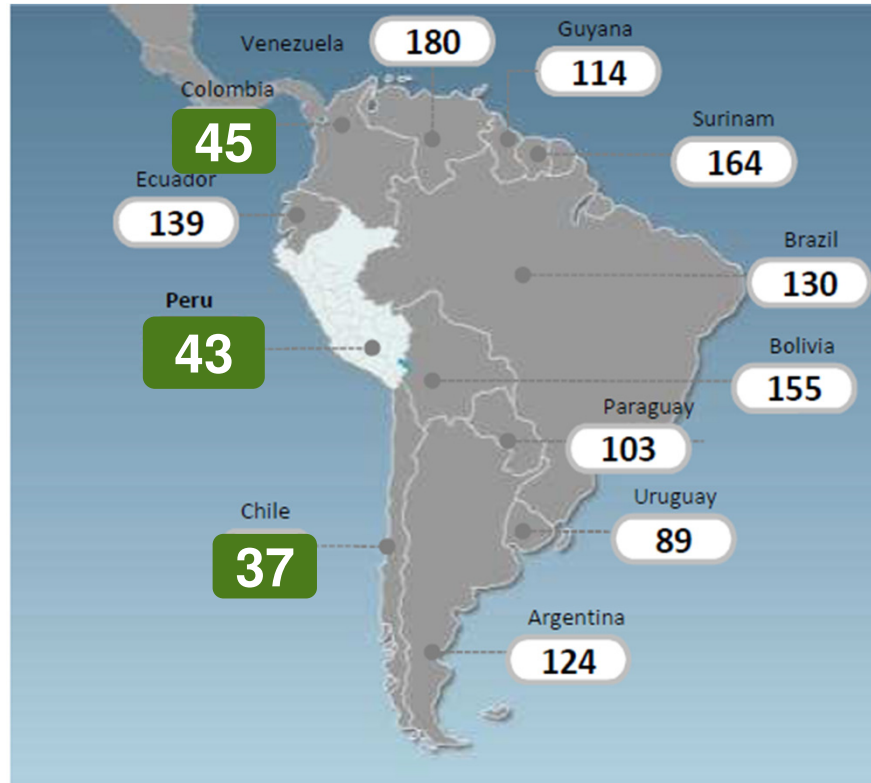 Venezuela
180
Guyana
114
Colombia
45
Surinam
164
Ecuador
139
Brazil
130
Peru
43
Bolivia
155
Paraguay
103
Uruguay
89
Chile
37
Argentina
124